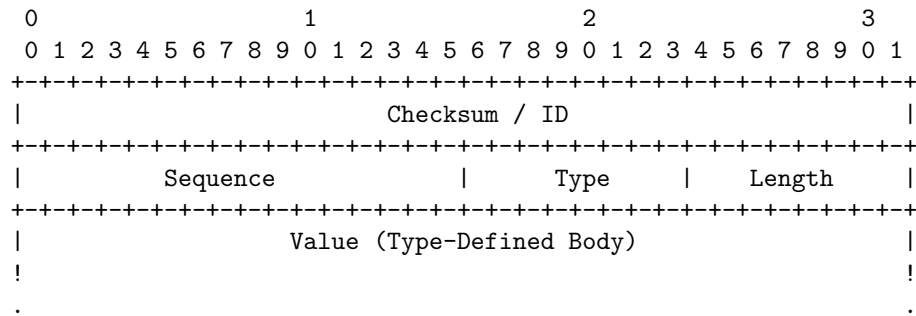 0                   1                   2                   3
0 1 2 3 4 5 6 7 8 9 0 1 2 3 4 5 6 7 8 9 0 1 2 3 4 5 6 7 8 9 0 1
+-+-+-+-+-+-+-+-+-+-+-+-+-+-+-+-+-+-+-+-+-+-+-+-+-+-+-+-+-+-+-+-+
|                          Checksum / ID                        |
+-+-+-+-+-+-+-+-+-+-+-+-+-+-+-+-+-+-+-+-+-+-+-+-+-+-+-+-+-+-+-+-+
|          Sequence             |      Type     |    Length     |
+-+-+-+-+-+-+-+-+-+-+-+-+-+-+-+-+-+-+-+-+-+-+-+-+-+-+-+-+-+-+-+-+
|                   Value (Type-Defined Body)                   |
!                                                               !
.                                                               .